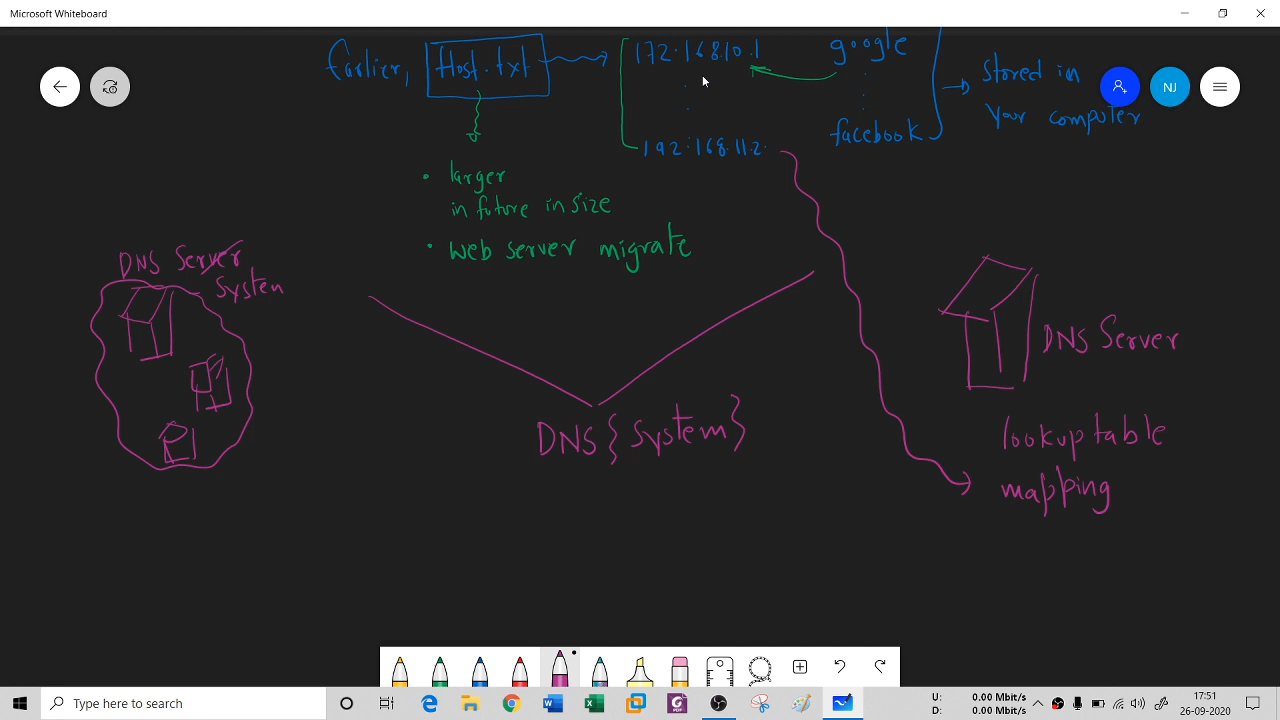 Microsoft Whiteboard
NJ
Earlier, Host.txt
172.168.10.1 google
192.168.11.2. facebook
Stored in
Your computer
• larger
in future in size
• Web server migrate
DNS Server
System
DNS {System}
DNS Server
lookup table
mapping
Type here to search
U: 0.00 Mbit/s
D: 0.00 Mbit/s
17:51
26-09-2020